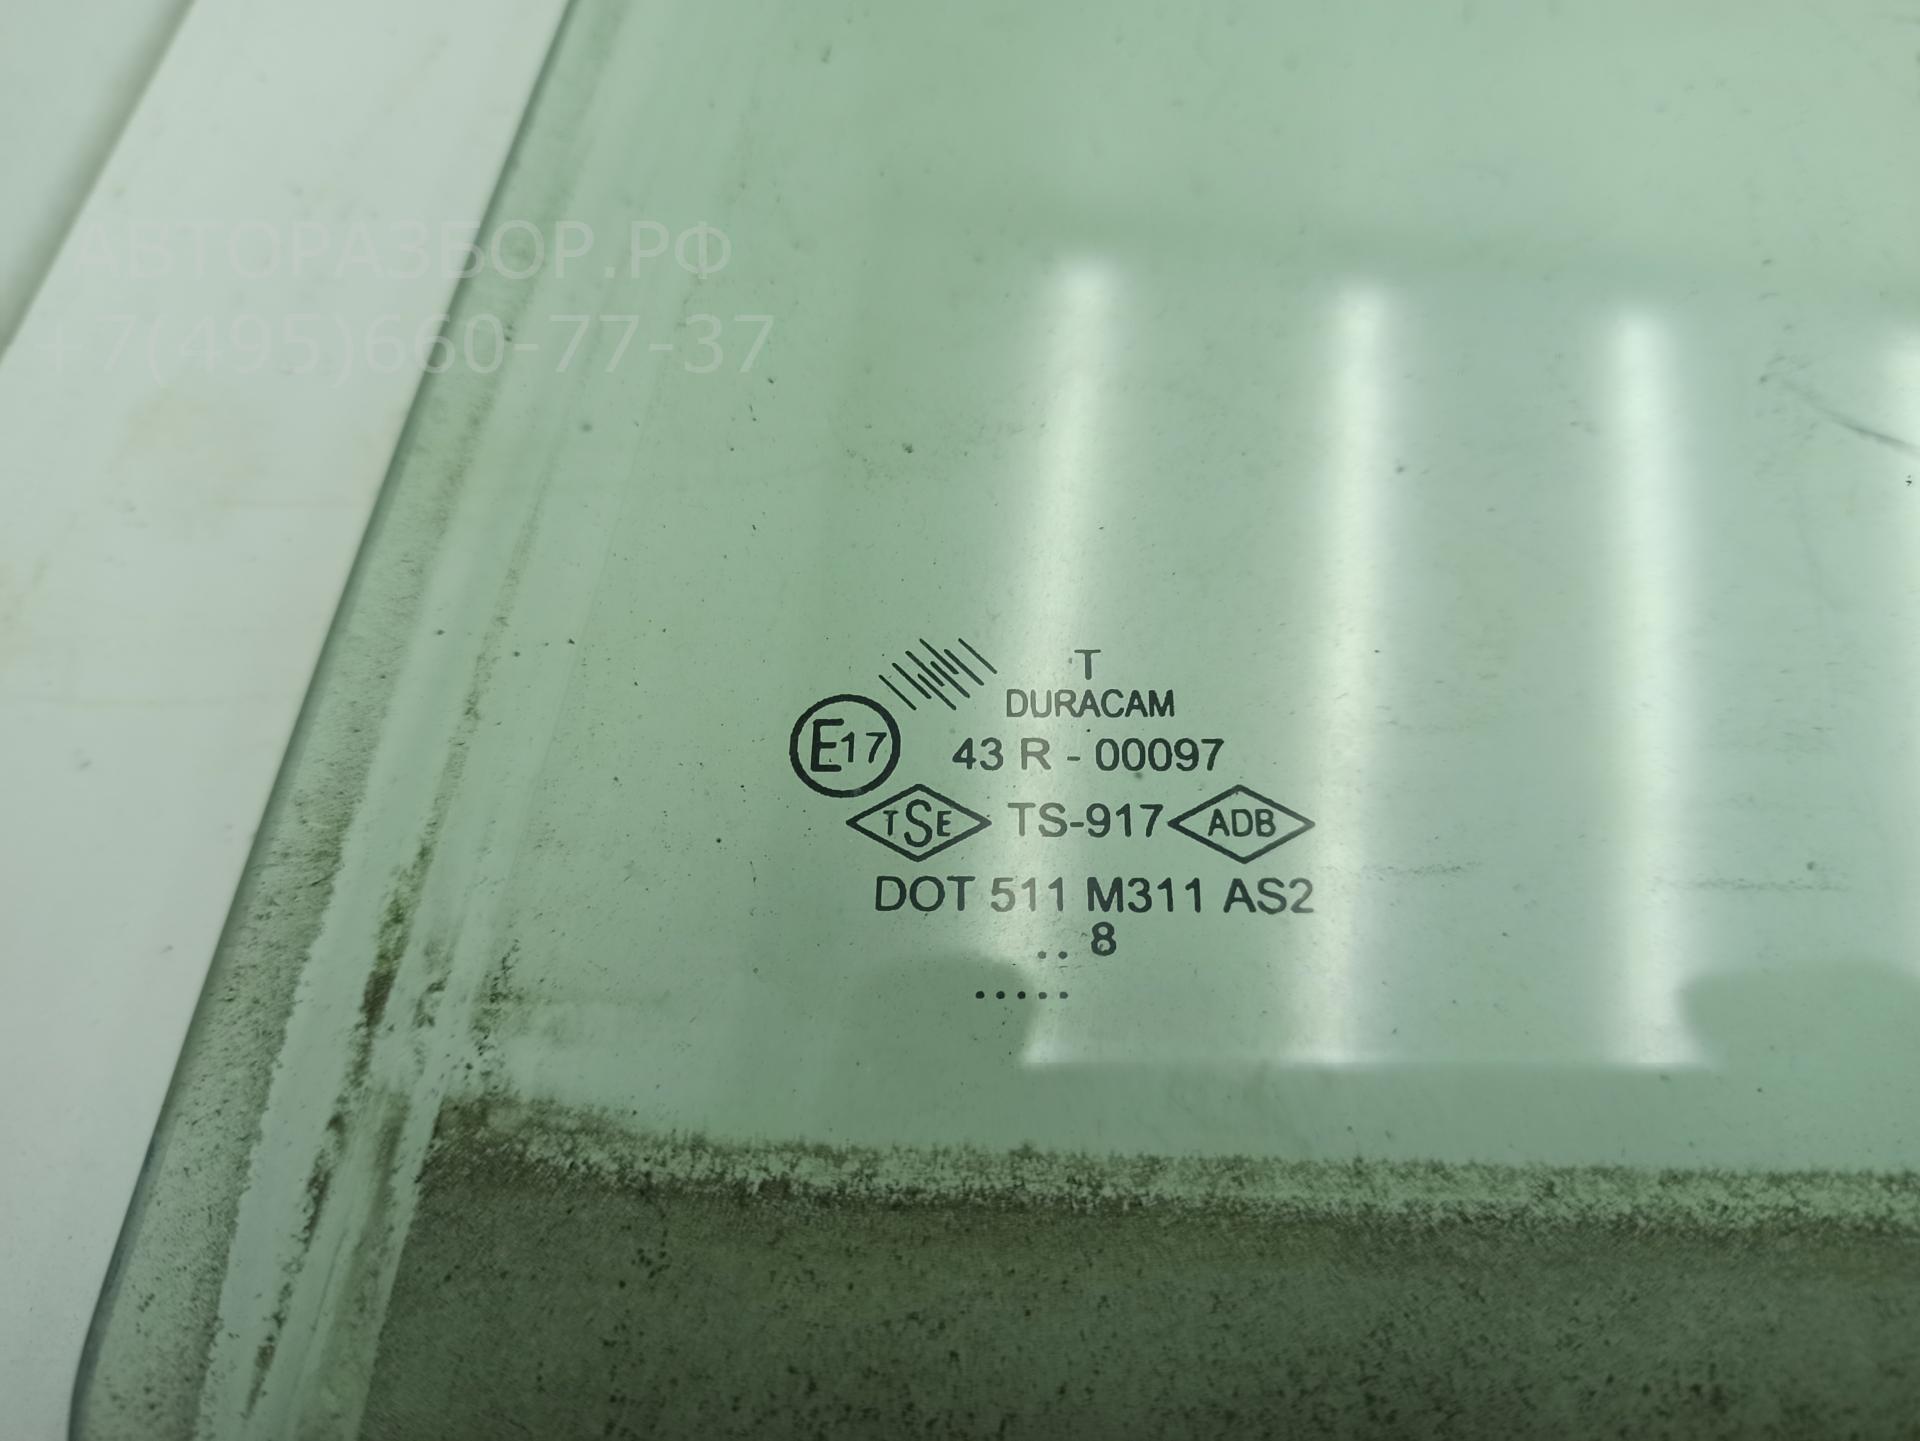 АВТОРАЗБОР.РФ
+7(495)660-77-37
T
DURACAM
E17 43 R - 00097
TSE TS-917 ADB
DOT 511 M311 AS2
.. 8
.....